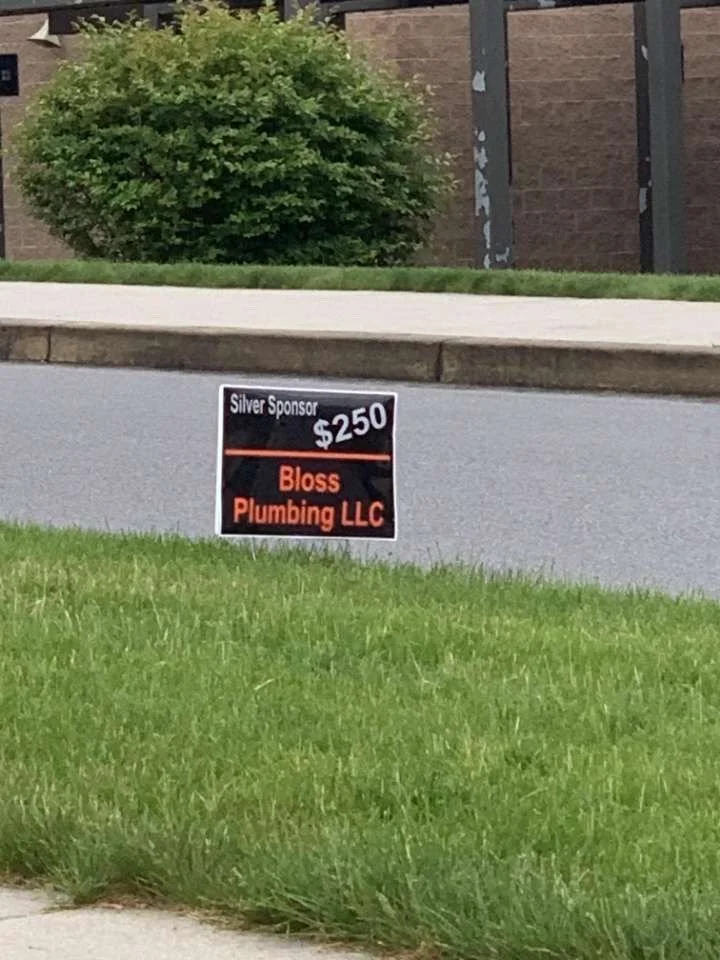 Silver Sponsor
$250
Bloss
Plumbing LLC